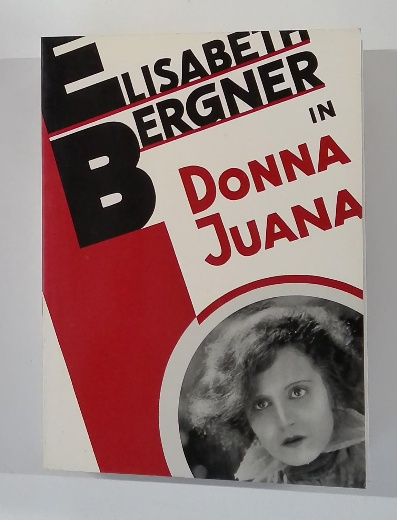 ELISABETH
BERGNER
IN
DONNA
JUANA